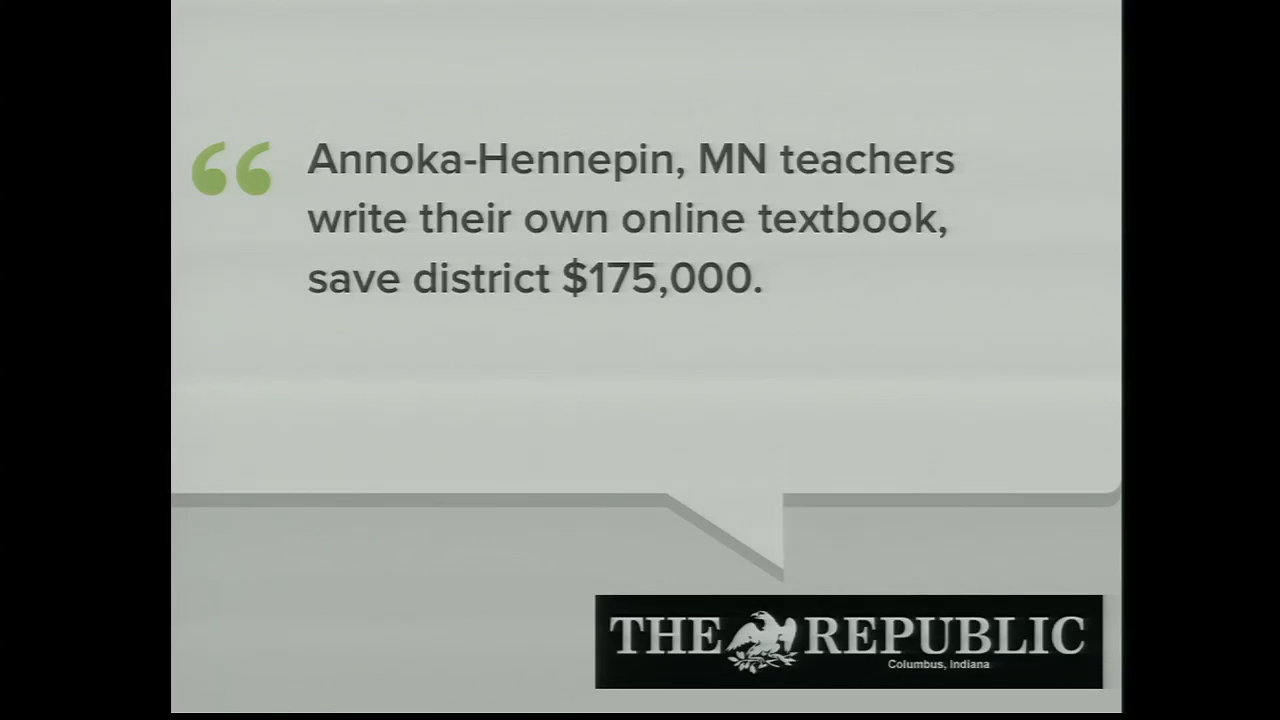 “ Annoka-Hennepin, MN teachers
write their own online textbook,
save district $175,000.
THE REPUBLIC
Columbus, Indiana